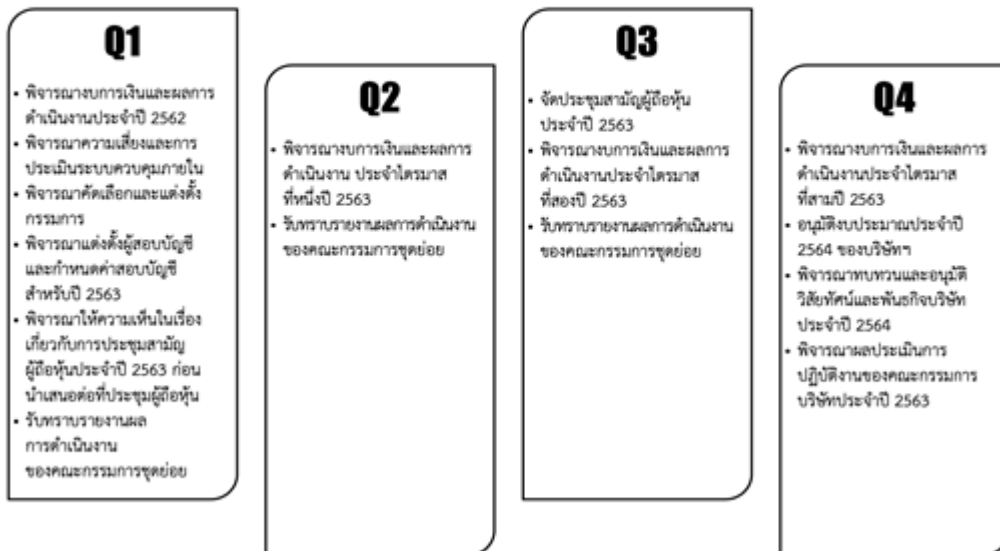 Q1
• พิจารณางบการเงินและผลการ
ดำเนินงานประจำปี 2562
• พิจารณาความเสี่ยงและการ
ประเมินระบบควบคุมภายใน
• พิจารณาคัดเลือกและแต่งตั้ง
กรรมการ
• พิจารณาแต่งตั้งผู้สอบบัญชี
และกำหนดค่าสอบบัญชี
สำหรับปี 2563
• พิจารณาให้ความเห็นในเรื่อง
เกี่ยวกับการประชุมสามัญ
ผู้ถือหุ้นประจำปี 2563 ก่อน
นำเสนอต่อที่ประชุมผู้ถือหุ้น
• รับทราบรายงานผล
การดำเนินงาน
ของคณะกรรมการชุดย่อย
Q2
• พิจารณางบการเงินและผลการ
ดำเนินงาน ประจำไตรมาส
ที่หนึ่งปี 2563
• รับทราบรายงานผลการดำเนินงาน
ของคณะกรรมการชุดย่อย
Q3
• จัดประชุมสามัญผู้ถือหุ้น
ประจำปี 2563
• พิจารณางบการเงินและผลการ
ดำเนินงานประจำไตรมาส
ที่สองปี 2563
• รับทราบรายงานผลการดำเนินงาน
ของคณะกรรมการชุดย่อย
Q4
• พิจารณางบการเงินและผลการ
ดำเนินงานประจำไตรมาส
ที่สามปี 2563
• อนุมัติงบประมาณประจำปี
2564 ของบริษัทฯ
• พิจารณาทบทวนและอนุมัติ
วิสัยทัศน์และพันธกิจบริษัท
ประจำปี 2564
• พิจารณาผลประเมินการ
ปฏิบัติงานของคณะกรรมการ
บริษัทประจำปี 2563